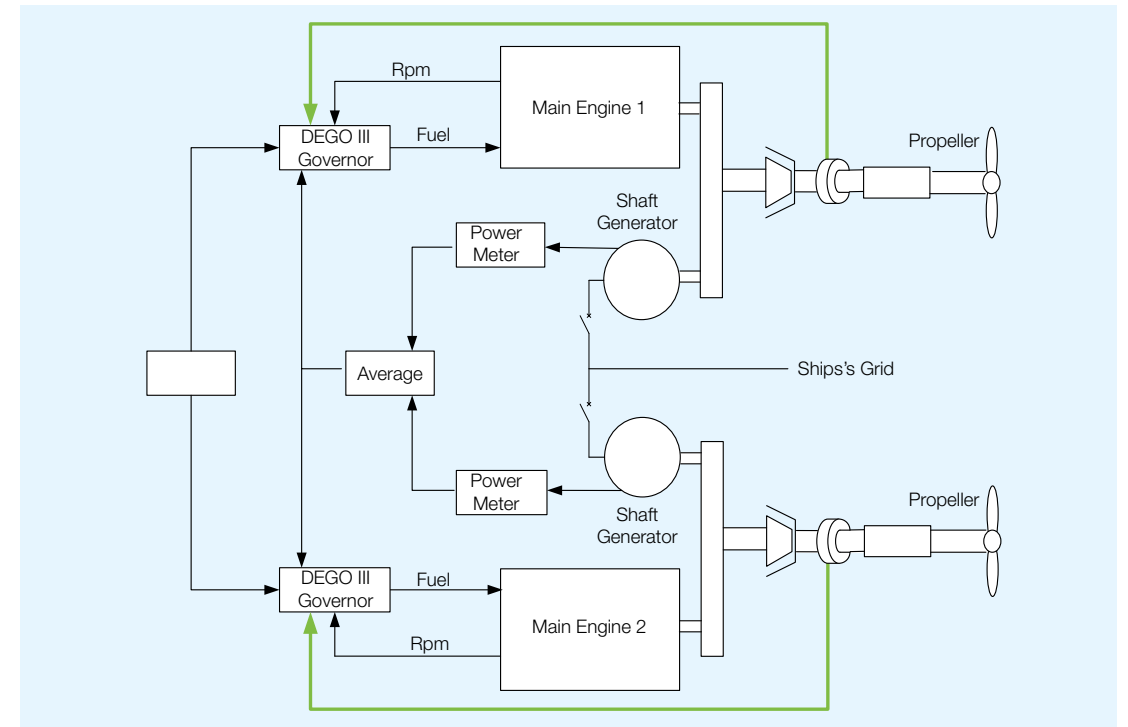 Rpm
Main Engine 1
DEGO III
Governor
Fuel
Propeller
Shaft
Generator
Power
Meter
Average
Ships's Grid
Power
Meter
Shaft
Generator
Propeller
DEGO III
Governor
Fuel
Main Engine 2
Rpm